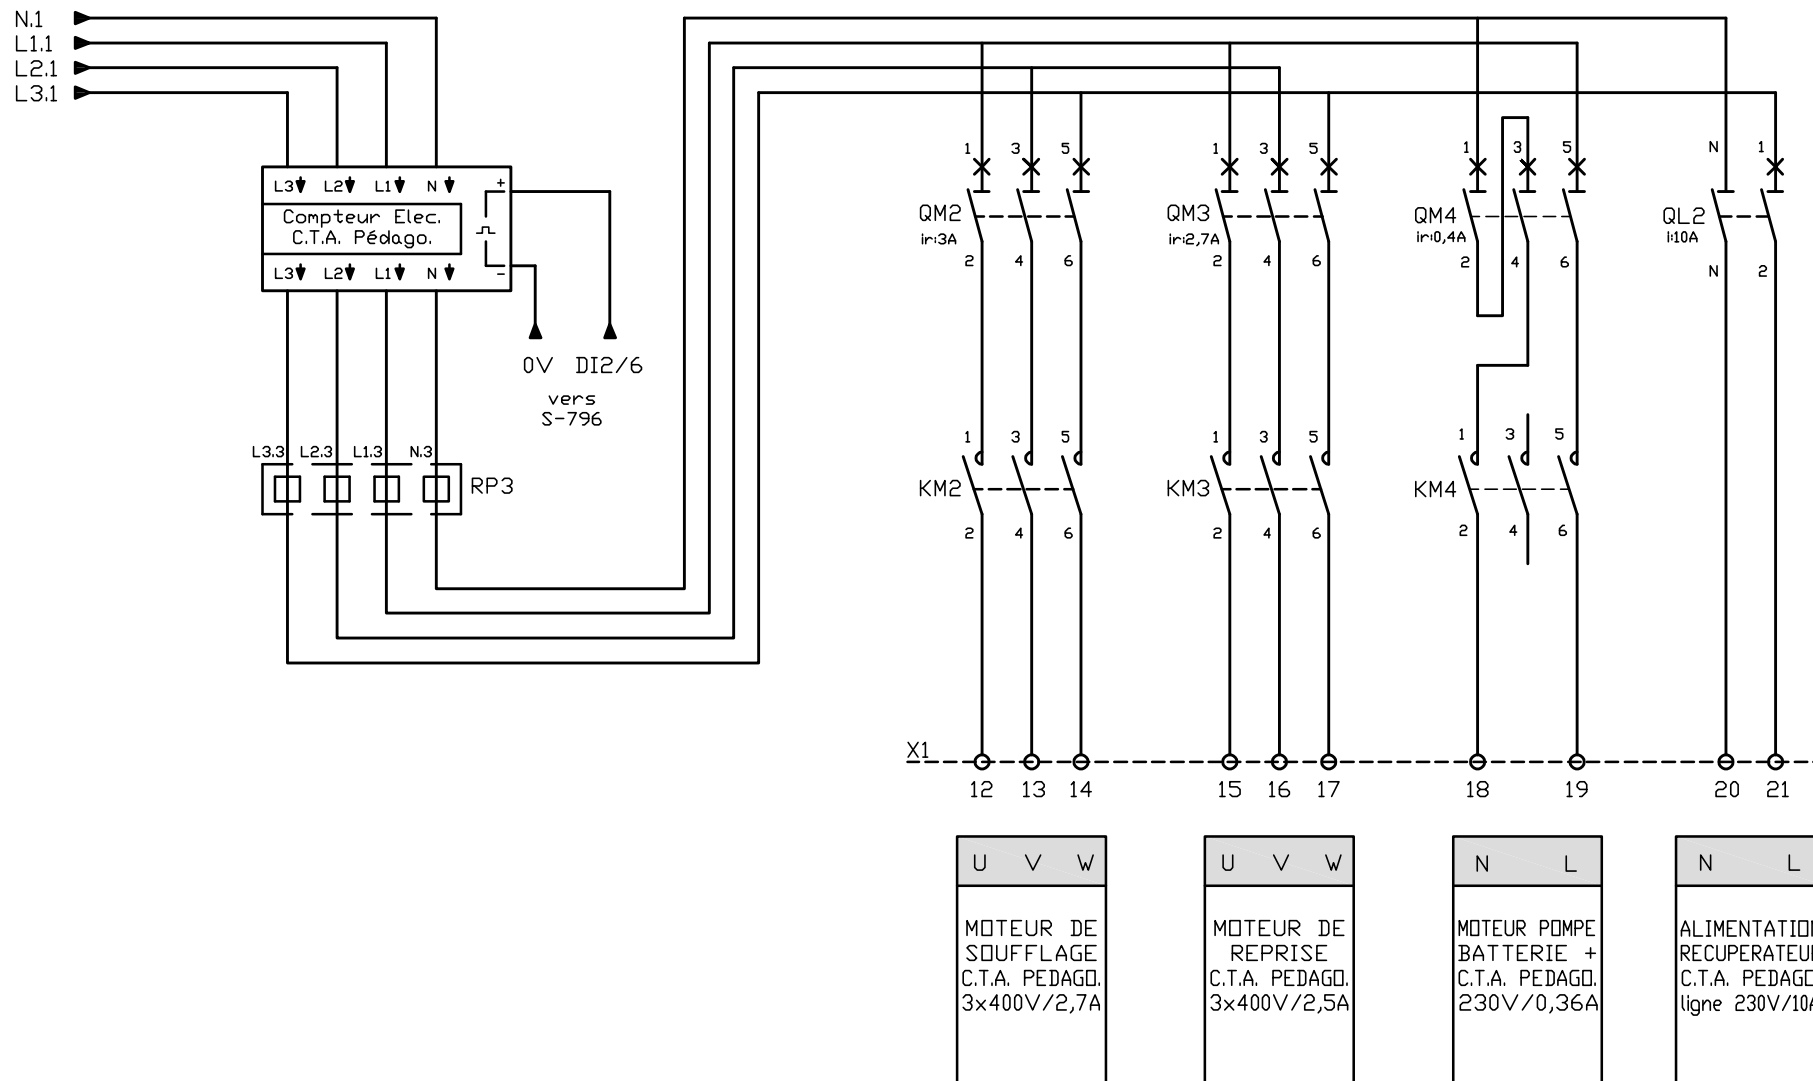 N.1
L1.1
L2.1
L3.1
L3 L2 L1 N +
Compteur Elec.
C.T.A. Pédago.
L3 L2 L1 N -
0V DI2/6
vers
S-796
L3.3 L2.3 L1.3 N.3
RP3
1 3 5
QM2
ir:3A
2 4 6
1 3 5
QM3
ir:2,7A
2 4 6
1 3 5
QM4
ir:0,4A
2 4 6
N 1
QL2
i:10A
N 2
1 3 5
KM2
2 4 6
1 3 5
KM3
2 4 6
1 3 5
KM4
2 4 6
X1
12 13 14 15 16 17 18 19 20 21
U V W
MOTEUR DE
SOUFFLAGE
C.T.A. PEDAGO.
3x400V/2,7A
U V W
MOTEUR DE
REPRISE
C.T.A. PEDAGO.
3x400V/2,5A
N L
MOTEUR POMPE
BATTERIE +
C.T.A. PEDAGO.
230V/0,36A
N L
ALIMENTATION
RECUPERATEUR
C.T.A. PEDAGO
ligne 230V/10A